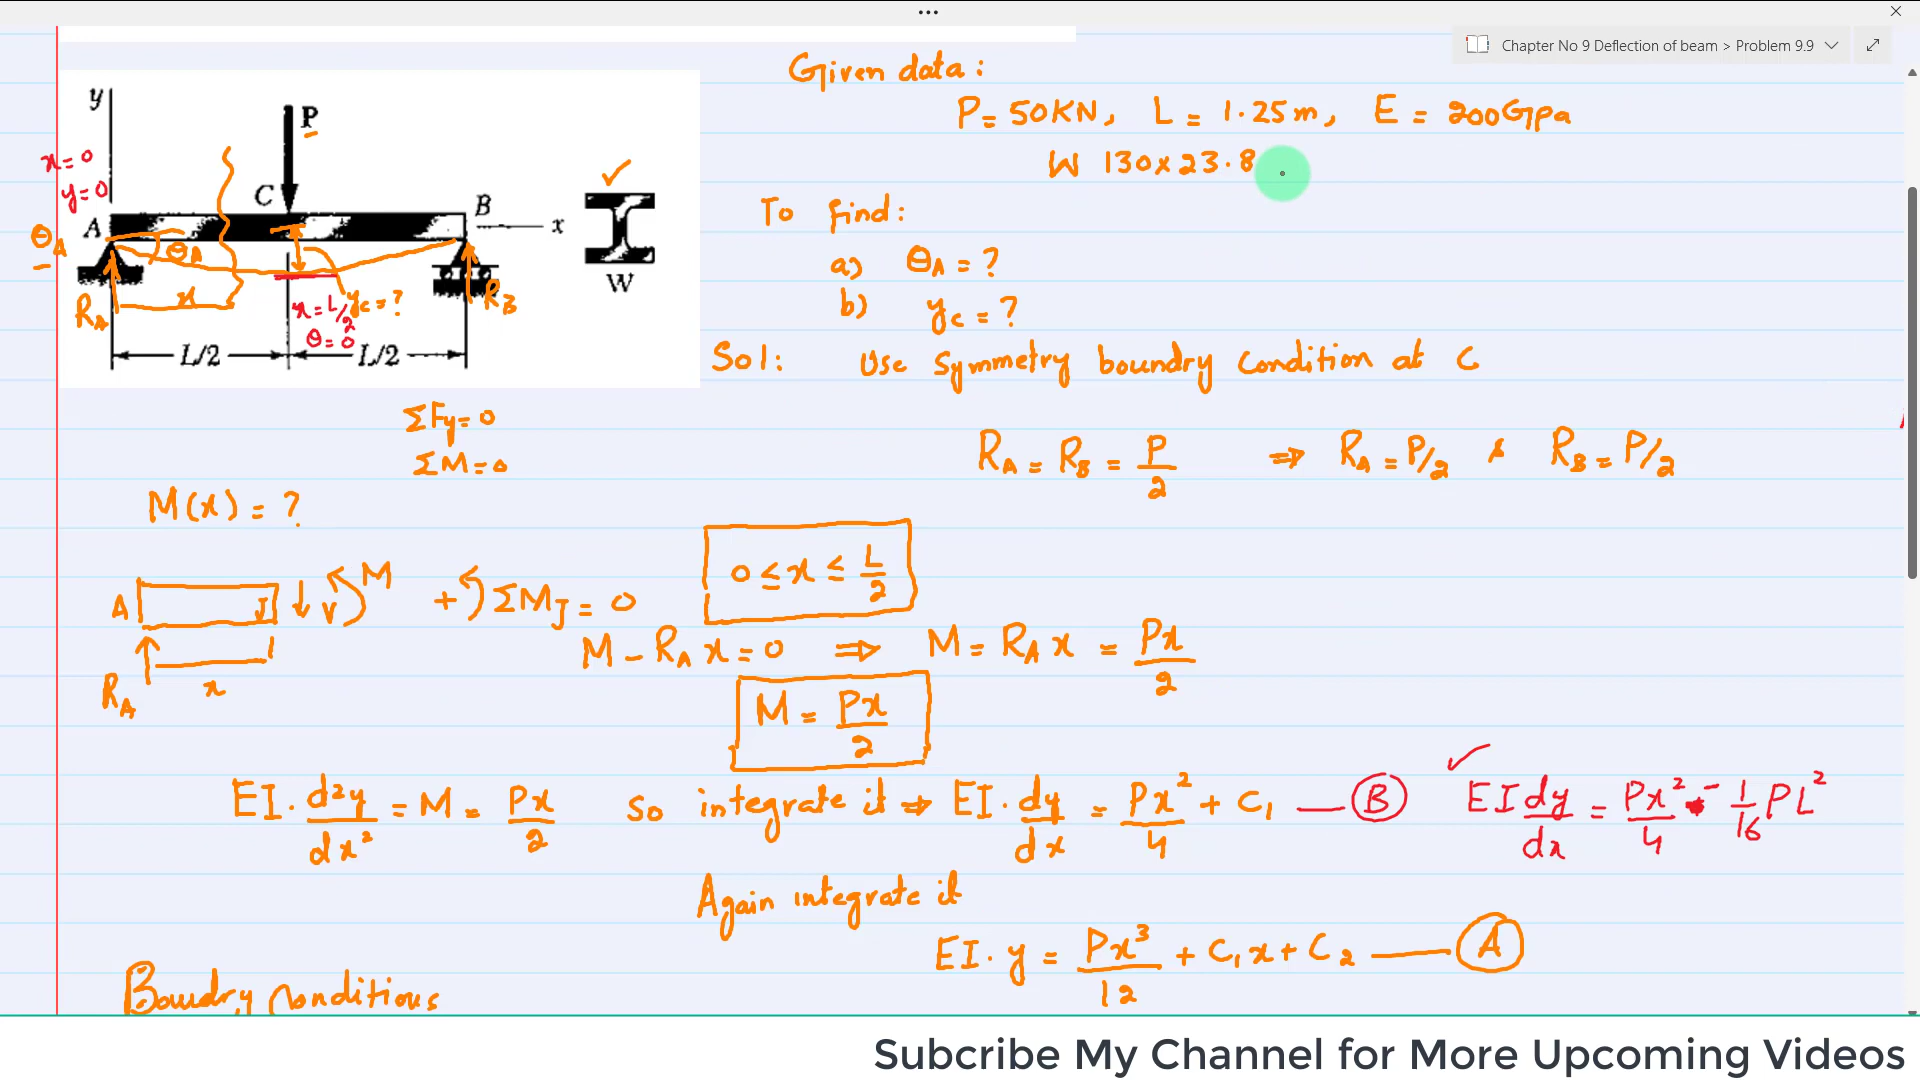 Chapter No 9 Deflection of beam > Problem 9.9
Given data:
P = 50KN, L = 1.25m, E = 200Gpa
W 130x23.8
To find:
a) θA = ?
b) yc = ?
Sol: Use Symmetry boundry Condition at C
y
P
x=0
y=0
C
B
A
x
θA
θA
W
RA
x
x=L/2
yc=?
θ=0
RB
L/2
L/2
ΣFy=0
ΣM=0
RA = RB = P/2 ⇒ RA = P/2 & RB = P/2
M(x) = ?
0 ≤ x ≤ L/2
A J V M + ΣMJ = 0
RA x
M - RA x = 0 ⇒ M = RA x = Px/2
M = Px/2
EI. d2y/dx² = M = Px/2 So integrate it ⇒ EI. dy/dx = Px²/4 + C1 — B
EI dy/dx = Px²/4 - 1/16 PL²
Again integrate it
EI. y = Px³/12 + C1x + C2 — A
Boudry Conditions
Subcribe My Channel for More Upcoming Videos